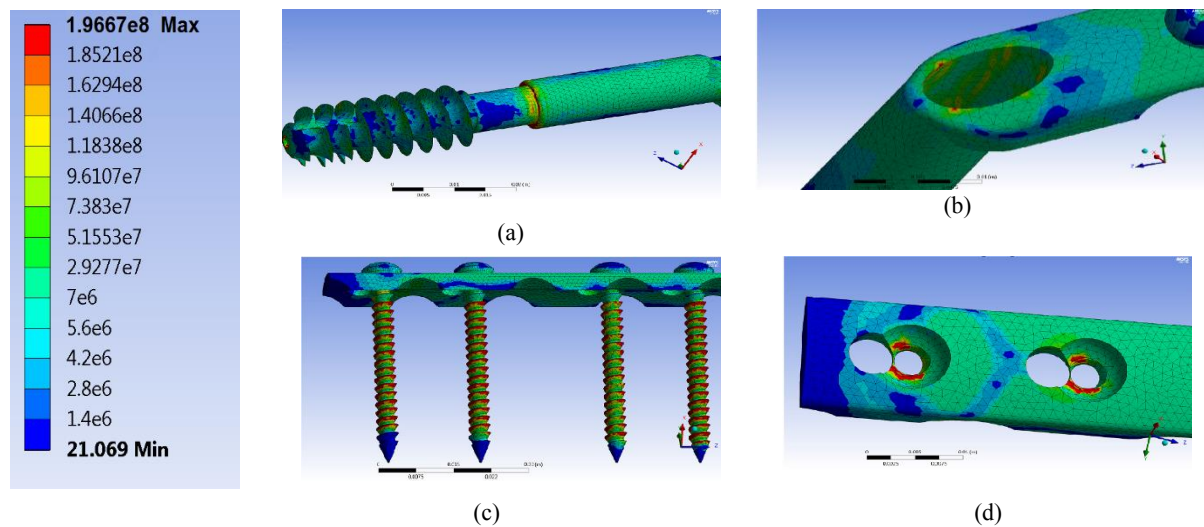 1.9667e8 Max
1.8521e8
1.6294e8
1.4066e8
1.1838e8
9.6107e7
7.383e7
5.1553e7
2.9277e7
7e6
5.6e6
4.2e6
2.8e6
1.4e6
21.069 Min
(a)
(b)
(c)
(d)